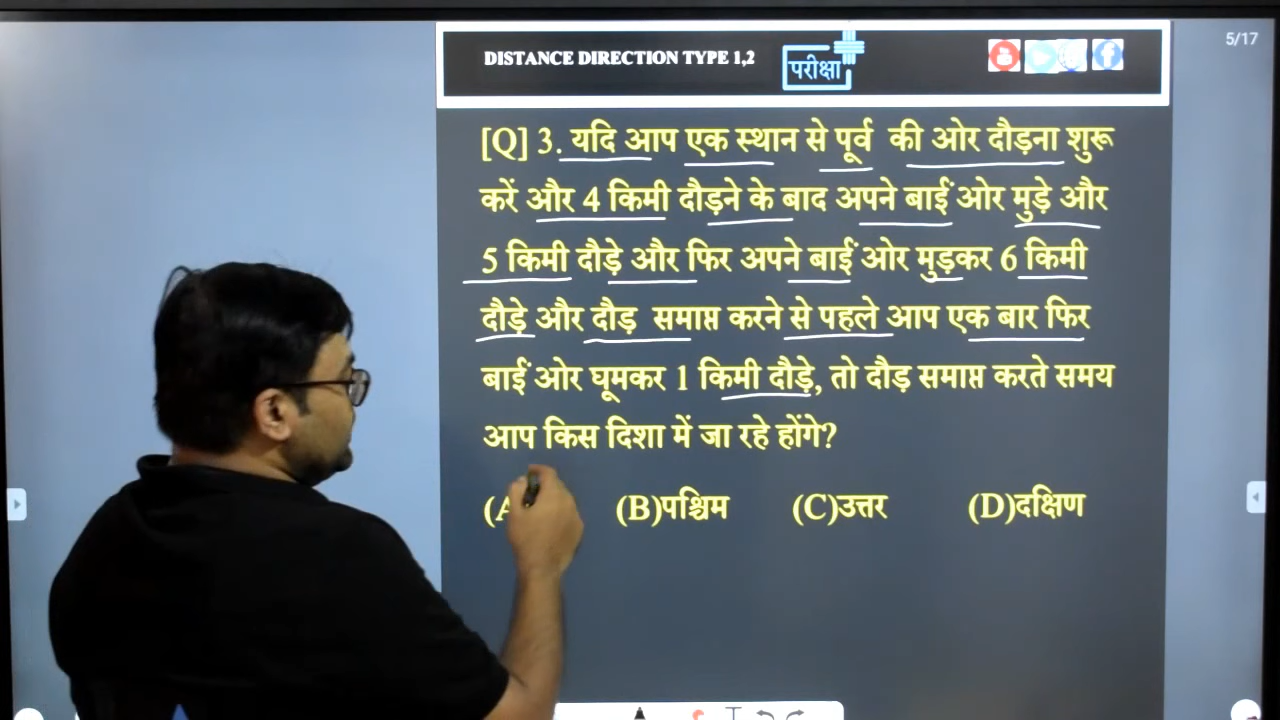 5/17
DISTANCE DIRECTION TYPE 1,2
परीक्षा
[Q] 3. यदि आप एक स्थान से पूर्व की ओर दौड़ना शुरू
करें और 4 किमी दौड़ने के बाद अपने बाईं ओर मुड़े और
5 किमी दौड़े और फिर अपने बाईं ओर मुड़कर 6 किमी
दौड़े और दौड़ समाप्त करने से पहले आप एक बार फिर
बाईं ओर घूमकर 1 किमी दौड़े, तो दौड़ समाप्त करते समय
आप किस दिशा में जा रहे होंगे?
(A (B)पश्चिम (C)उत्तर (D)दक्षिण